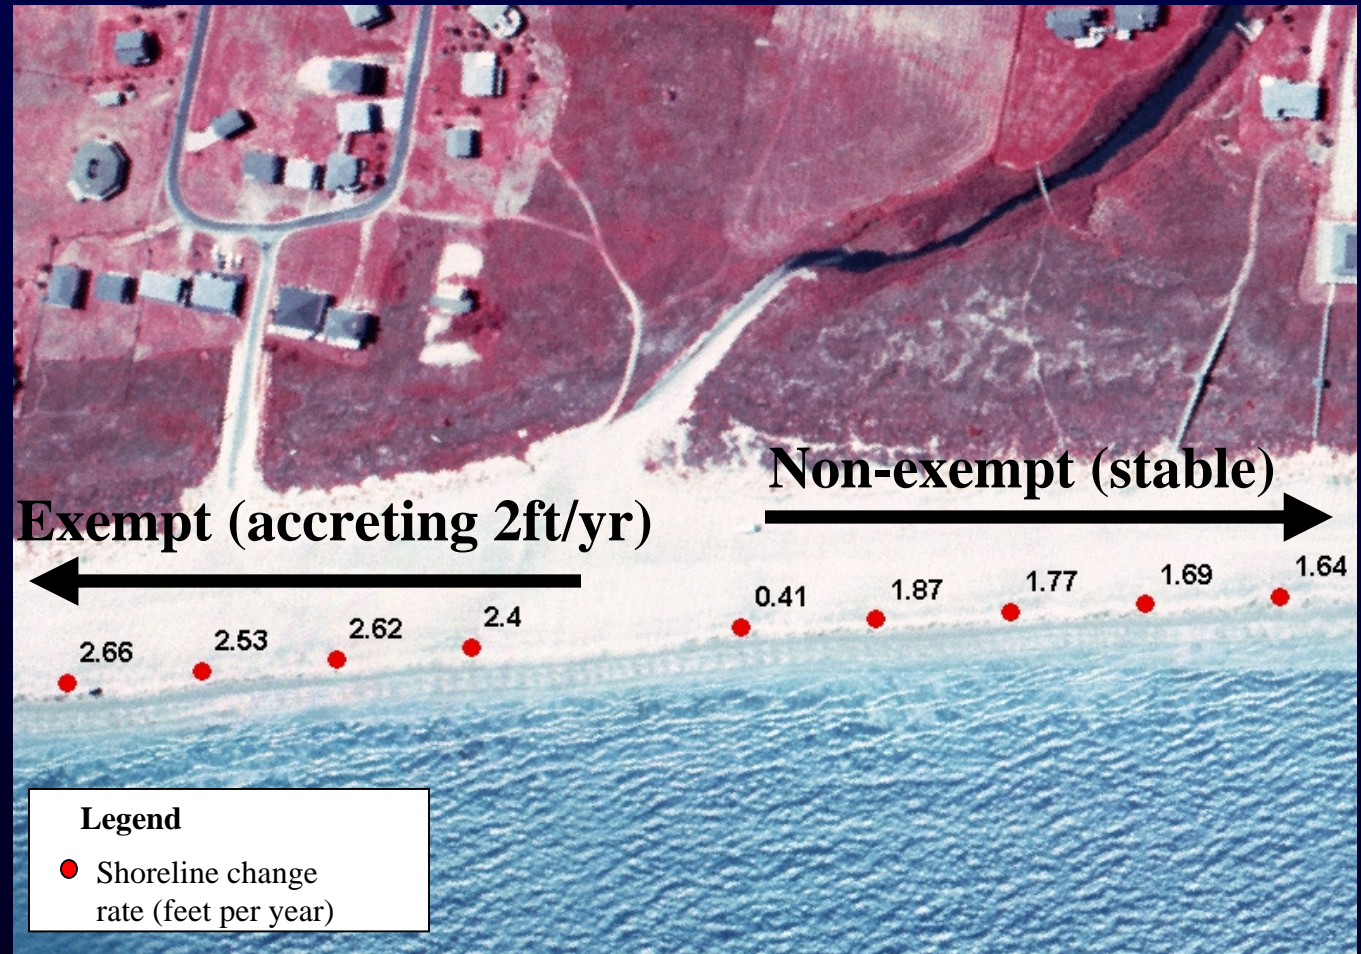 Non-exempt (stable)
Exempt (accreting 2ft/yr)
2.66
2.53
2.62
2.4
0.41
1.87
1.77
1.69
1.64
Legend
Shoreline change
rate (feet per year)